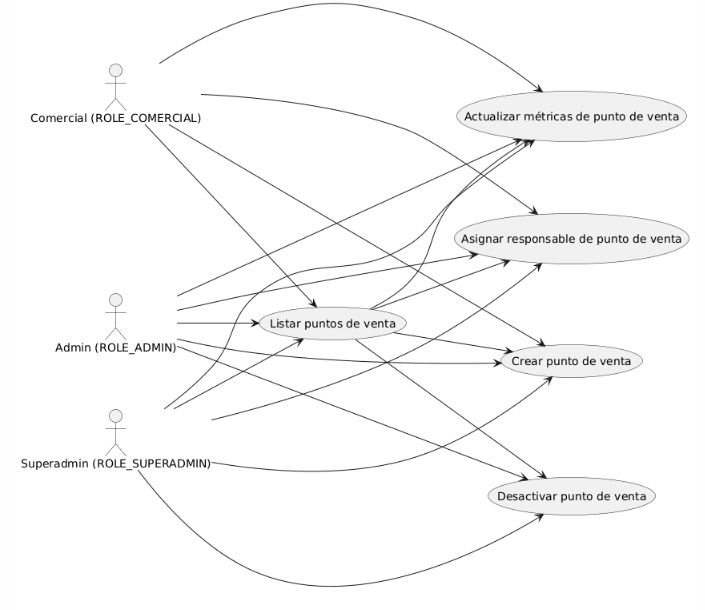 Actualizar métricas de punto de venta
Comercial (ROLE_COMERCIAL)
Asignar responsable de punto de venta
Listar puntos de venta
Admin (ROLE_ADMIN)
Crear punto de venta
Superadmin (ROLE_SUPERADMIN)
Desactivar punto de venta